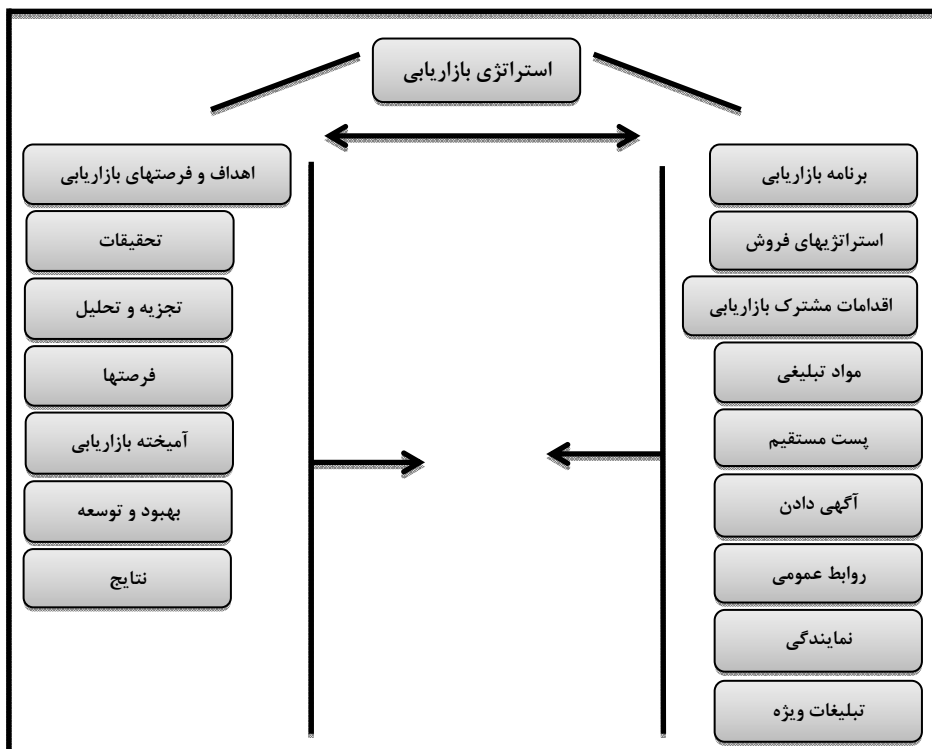 استراتژی بازاریابی
برنامه بازاریابی
استراتژیهای فروش
اقدامات مشترک بازاریابی
مواد تبلیغی
پست مستقیم
آگهی دادن
روابط عمومی
نمایندگی
تبلیغات ویژه
اهداف و فرصتهای بازاریابی
تحقیقات
تجزیه و تحلیل
فرصتها
آمیخته بازاریابی
بهبود و توسعه
نتایج